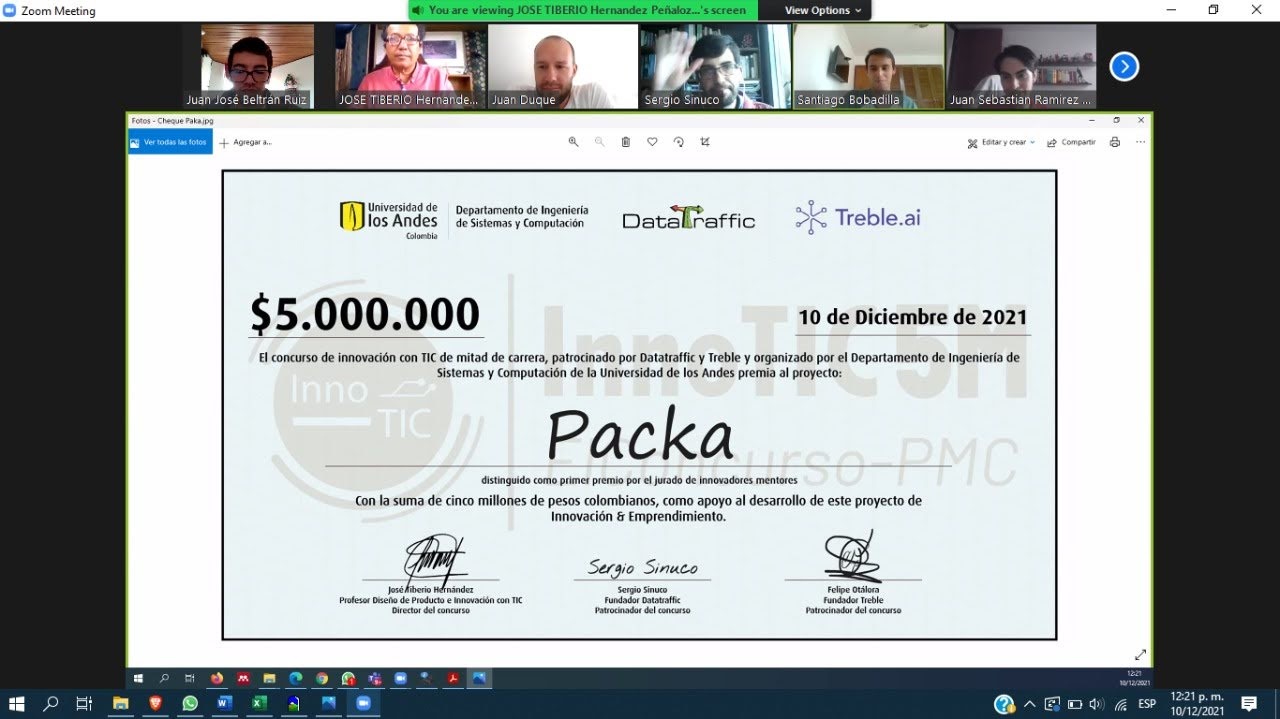 Zoom Meeting
You are viewing JOSE TIBERIO Hernandez Peñaloz...'s screen
View Options
Juan José Beltrán Ruiz
JOSE TIBERIO Hernande...
Juan Duque
Sergio Sinuco
Santiago Bobadilla
Juan Sebastian Ramirez ...
Fotos - Cheque Paka.jpg
Ver todas las fotos
Agregar a...
Editar y crear
Compartir
Universidad de
los Andes
Colombia
Departamento de Ingeniería
de Sistemas y Computación
DataTraffic
Treble.ai
$5.000.000
10 de Diciembre de 2021
InnoTIC 5M
El concurso de innovación con TIC de mitad de carrera, patrocinado por Datatraffic y Treble y organizado por el Departamento de Ingeniería de
Sistemas y Computación de la Universidad de los Andes premia al proyecto:
Inno
TIC
Packa
ElConcurso-PMC
distinguido como primer premio por el jurado de innovadores mentores
Con la suma de cinco millones de pesos colombianos, como apoyo al desarrollo de este proyecto de
Innovación & Emprendimiento.
Sergio Sinuco
José Tiberio Hernández
Profesor Diseño de Producto e Innovación con TIC
Director del concurso
Sergio Sinuco
Fundador Datatraffic
Patrocinador del concurso
Felipe Otálora
Fundador Treble
Patrocinador del concurso
12:21
10/12/2021
ESP
12:21 p. m.
10/12/2021